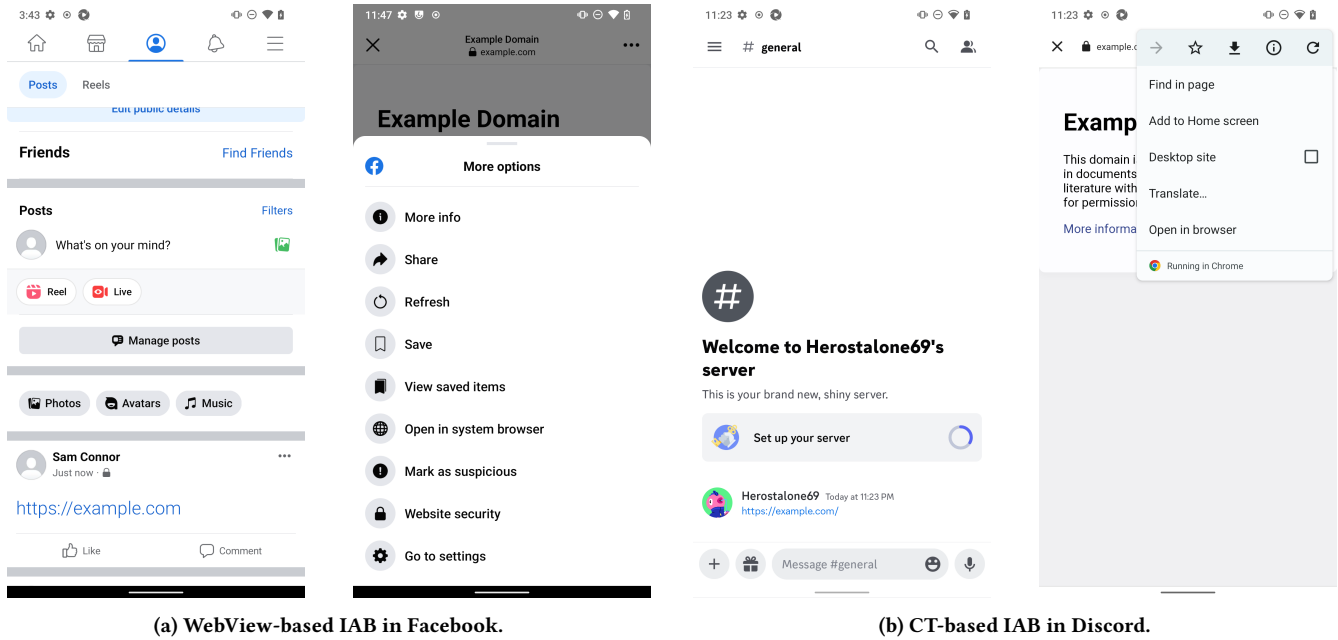 3:43
Posts Reels
Edit public details
Friends Find Friends
Posts Filters
What's on your mind?
Reel Live
Manage posts
Photos Avatars Music
Sam Connor
Just now ·
https://example.com
Like Comment
11:47
Example Domain
example.com
Example Domain
More options
More info
Share
Refresh
Save
View saved items
Open in system browser
Mark as suspicious
Website security
Go to settings
(a) WebView-based IAB in Facebook.
11:23
# general
Welcome to Herostalone69's
server
This is your brand new, shiny server.
Set up your server
Herostalone69 Today at 11:23 PM
https://example.com/
Message #general
11:23
example.c
Examp
This domain i
in documents
literature with
for permission
More informa
Find in page
Add to Home screen
Desktop site
Translate...
Open in browser
Running in Chrome
(b) CT-based IAB in Discord.